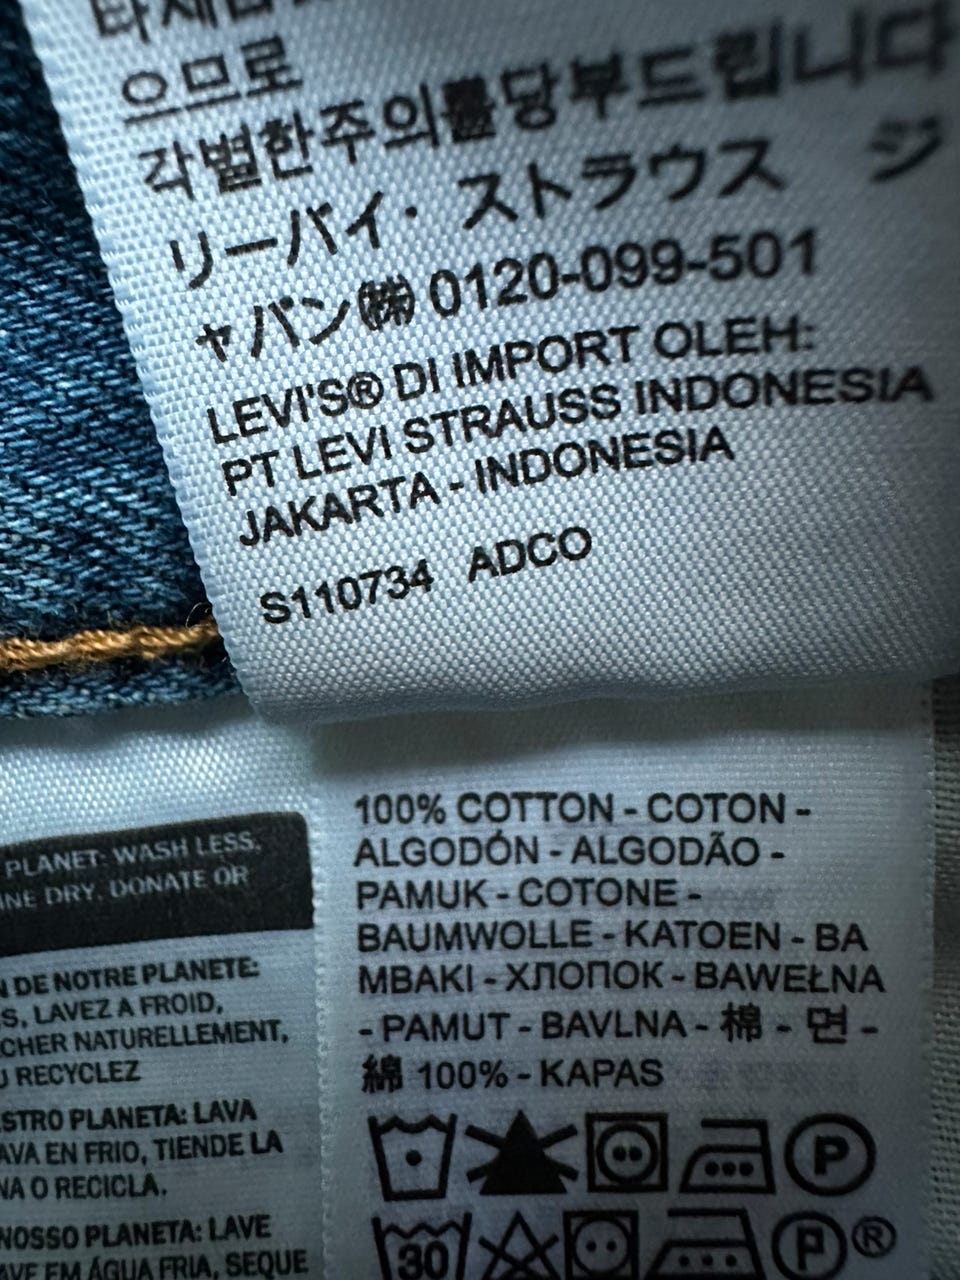 으므로
각별한주의를당부드립니다
リーバイ・ストラウス ジ
ャパン㈱ 0120-099-501
LEVI'S® DI IMPORT OLEH:
PT LEVI STRAUSS INDONESIA
JAKARTA - INDONESIA
S110734 ADCO
PLANET: WASH LESS,
INE DRY, DONATE OR
N DE NOTRE PLANETE:
S, LAVEZ A FROID,
CHER NATURELLEMENT,
U RECYCLEZ
STRO PLANETA: LAVA
AVA EN FRIO, TIENDE LA
NA O RECICLA.
NOSSO PLANETA: LAVE
AVE EM ÁGUA FRIA, SEQUE
100% COTTON - COTON -
ALGODÓN - ALGODÃO -
PAMUK - COTONE -
BAUMWOLLE - KATOEN - BA
MBAKI - ХЛОПОК - BAWEŁNA
- PAMUT - BAVLNA - 棉 - 면 -
綿 100% - KAPAS
P
30 P ®